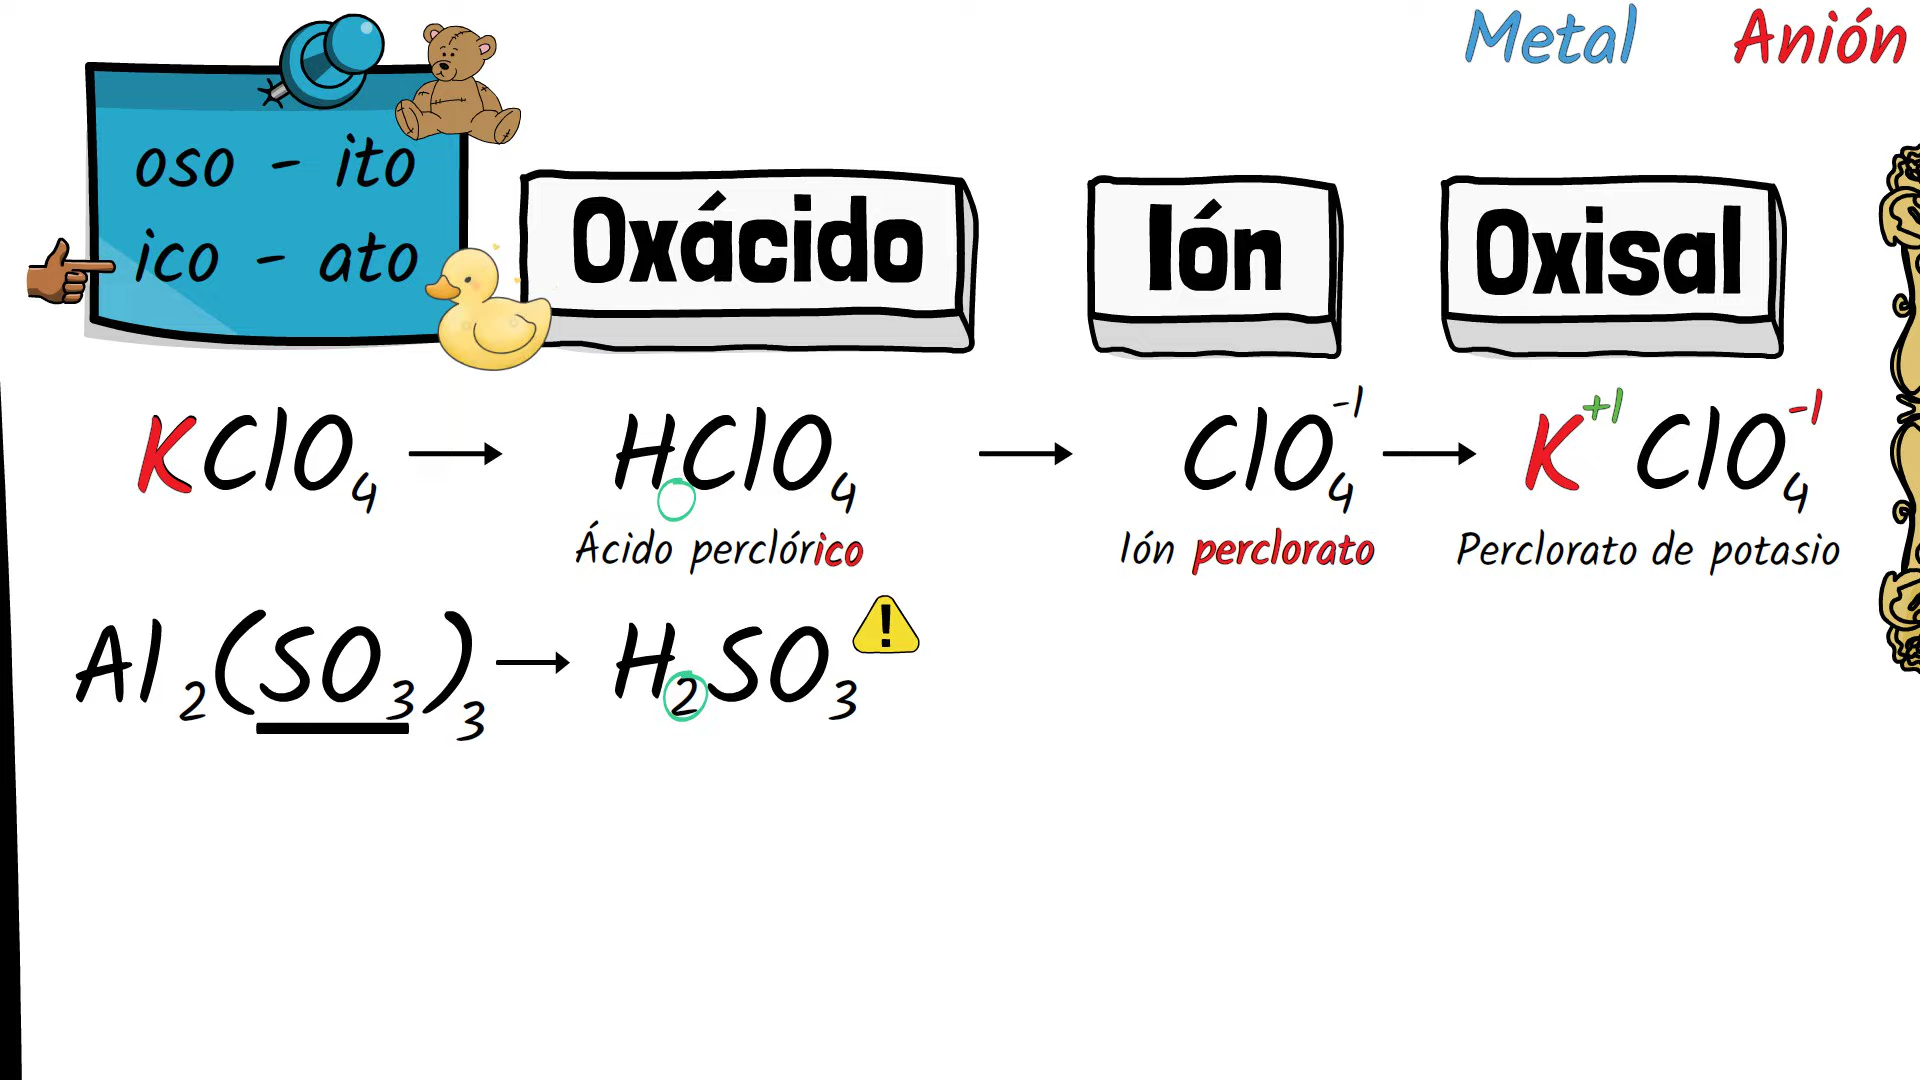 Metal Anión
oso - ito
ico - ato
Oxácido Ión Oxisal
KClO₄ → HClO₄ → ClO₄⁻¹ → K⁺¹ ClO₄⁻¹
Ácido perclórico Ión perclorato Perclorato de potasio
Al₂(SO₃)₃ → H₂SO₃ !